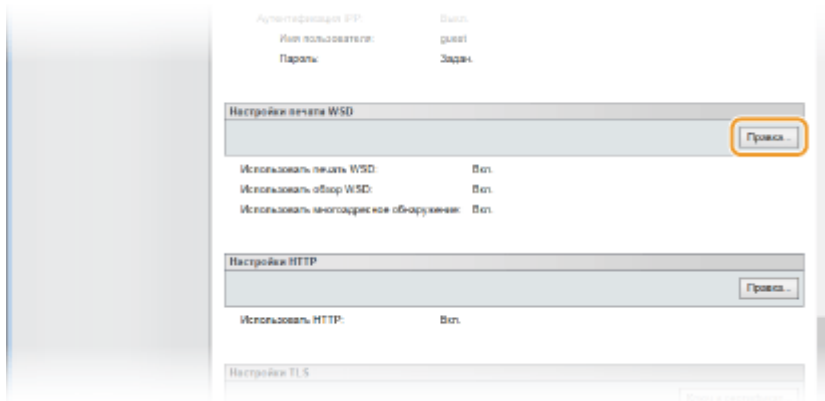 Аутентификация IPP: Выкл.
Имя пользователя: guest
Пароль: Задан.
Настройки печати WSD
Правка...
Использовать печать WSD: Вкл.
Использовать обзор WSD: Вкл.
Использовать многоадресное обнаружение: Вкл.
Настройки HTTP
Правка...
Использовать HTTP: Вкл.
Настройки TLS